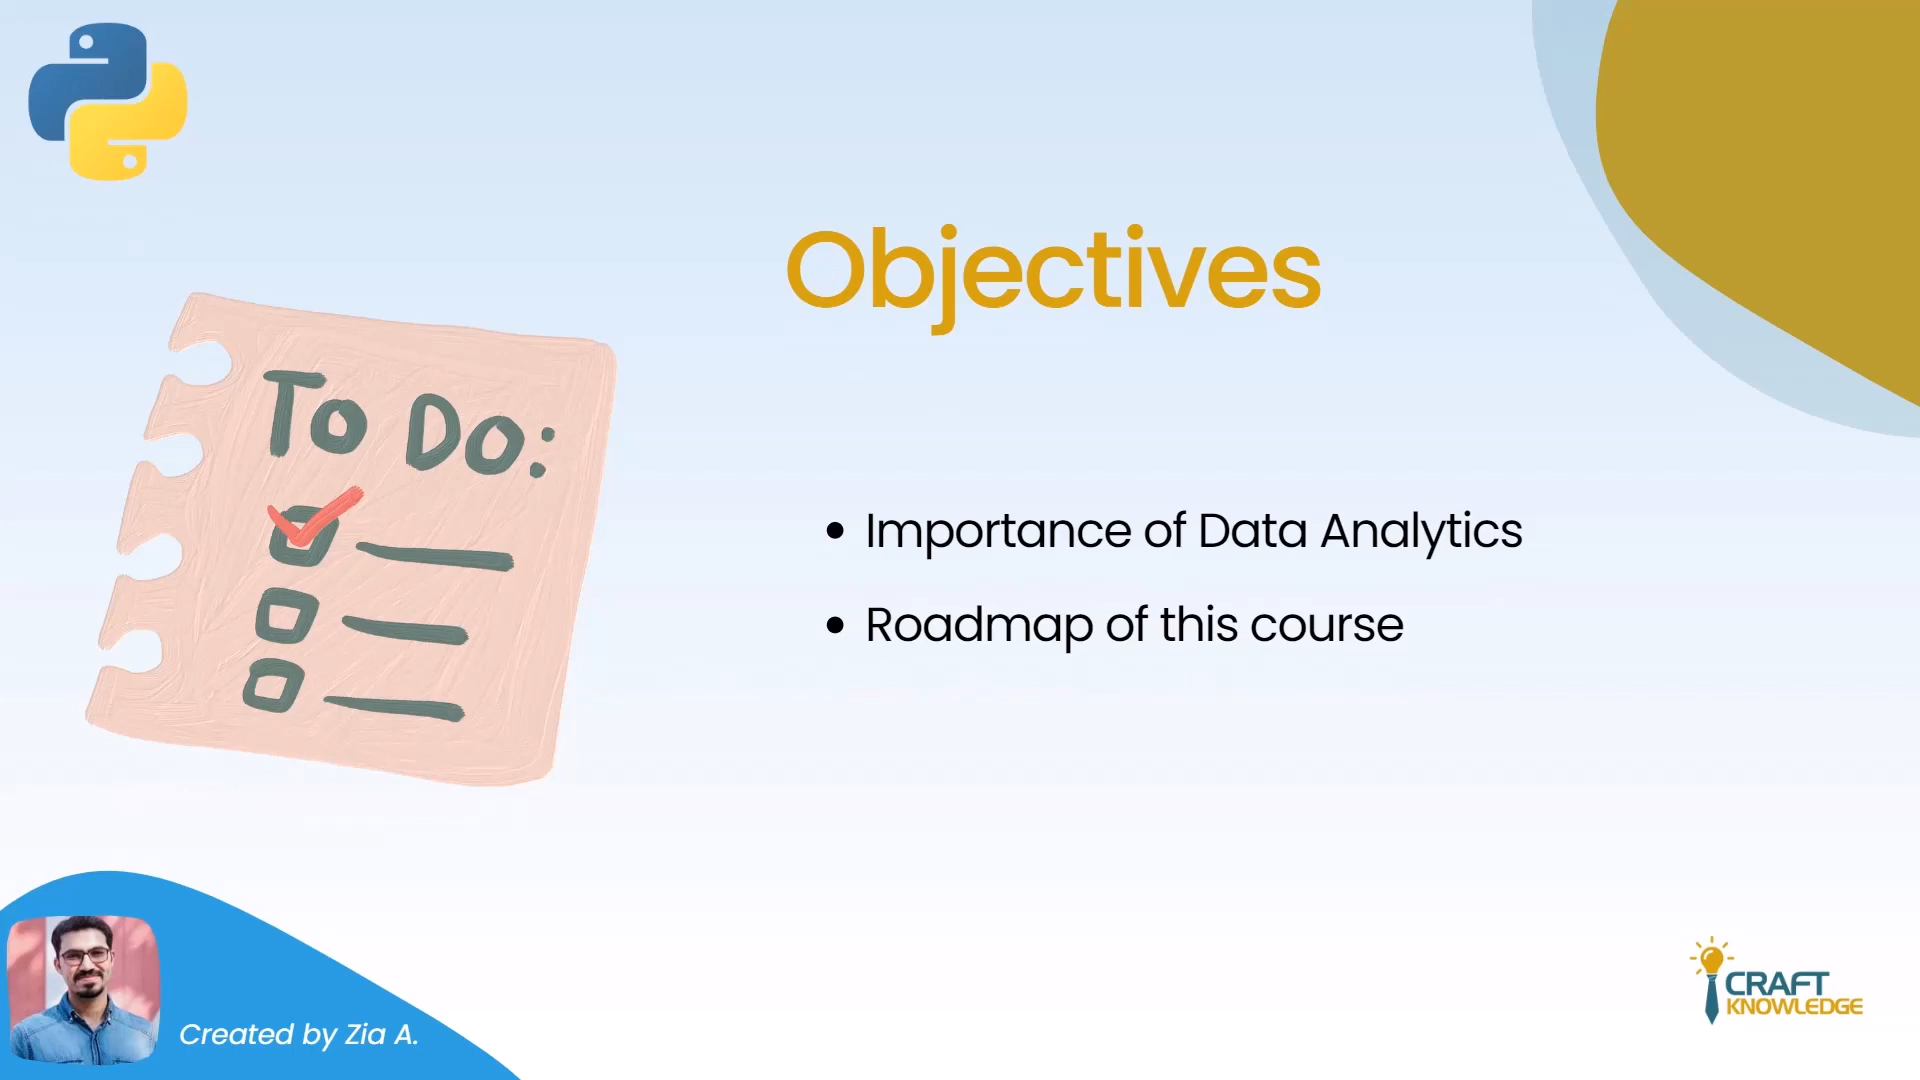 Objectives
To Do:
• Importance of Data Analytics
• Roadmap of this course
Created by Zia A.
CRAFT
KNOWLEDGE